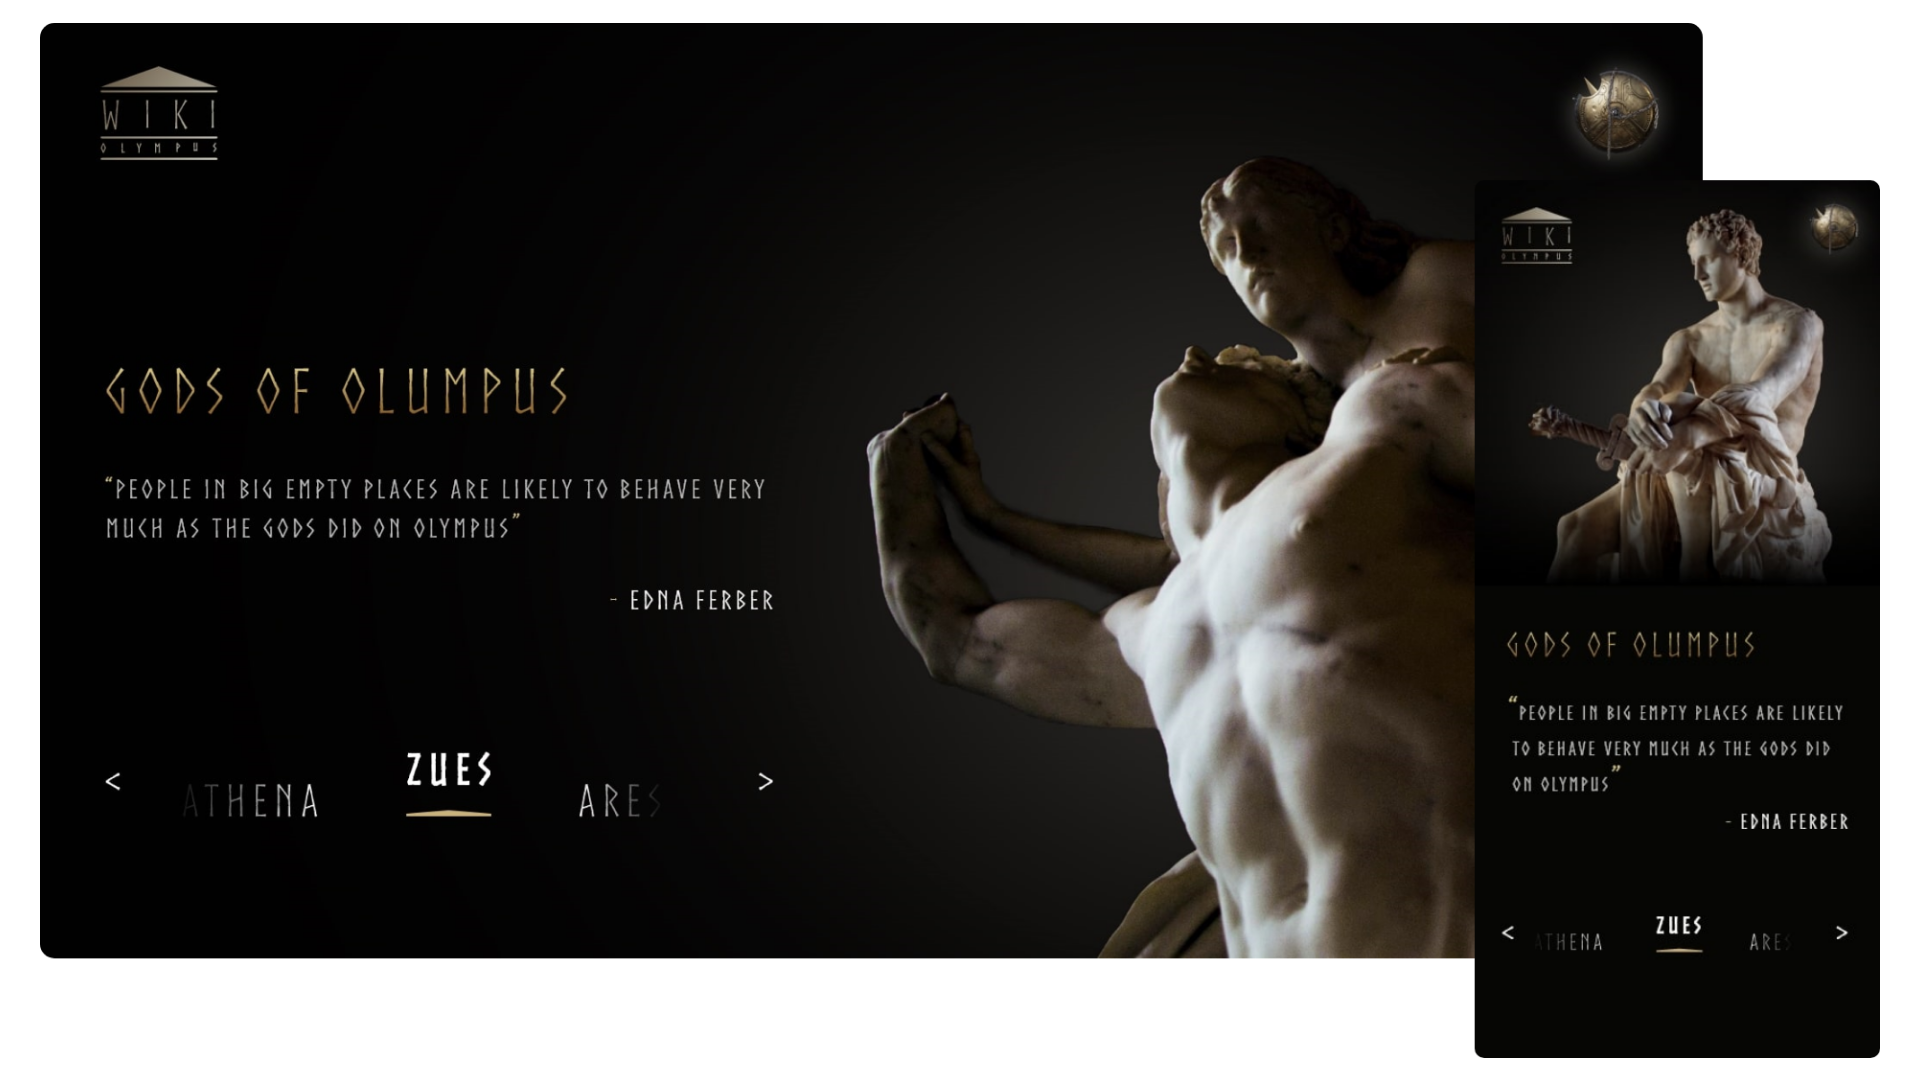 WIKI
OLYMPUS
GODS OF OLUMPUS
“PEOPLE IN BIG EMPTY PLACES ARE LIKELY TO BEHAVE VERY
MUCH AS THE GODS DID ON OLYMPUS”
- EDNA FERBER
< ATHENA ZUES ARES >
WIKI
OLYMPUS
GODS OF OLUMPUS
“PEOPLE IN BIG EMPTY PLACES ARE LIKELY
TO BEHAVE VERY MUCH AS THE GODS DID
ON OLYMPUS”
- EDNA FERBER
< ATHENA ZUES ARES >